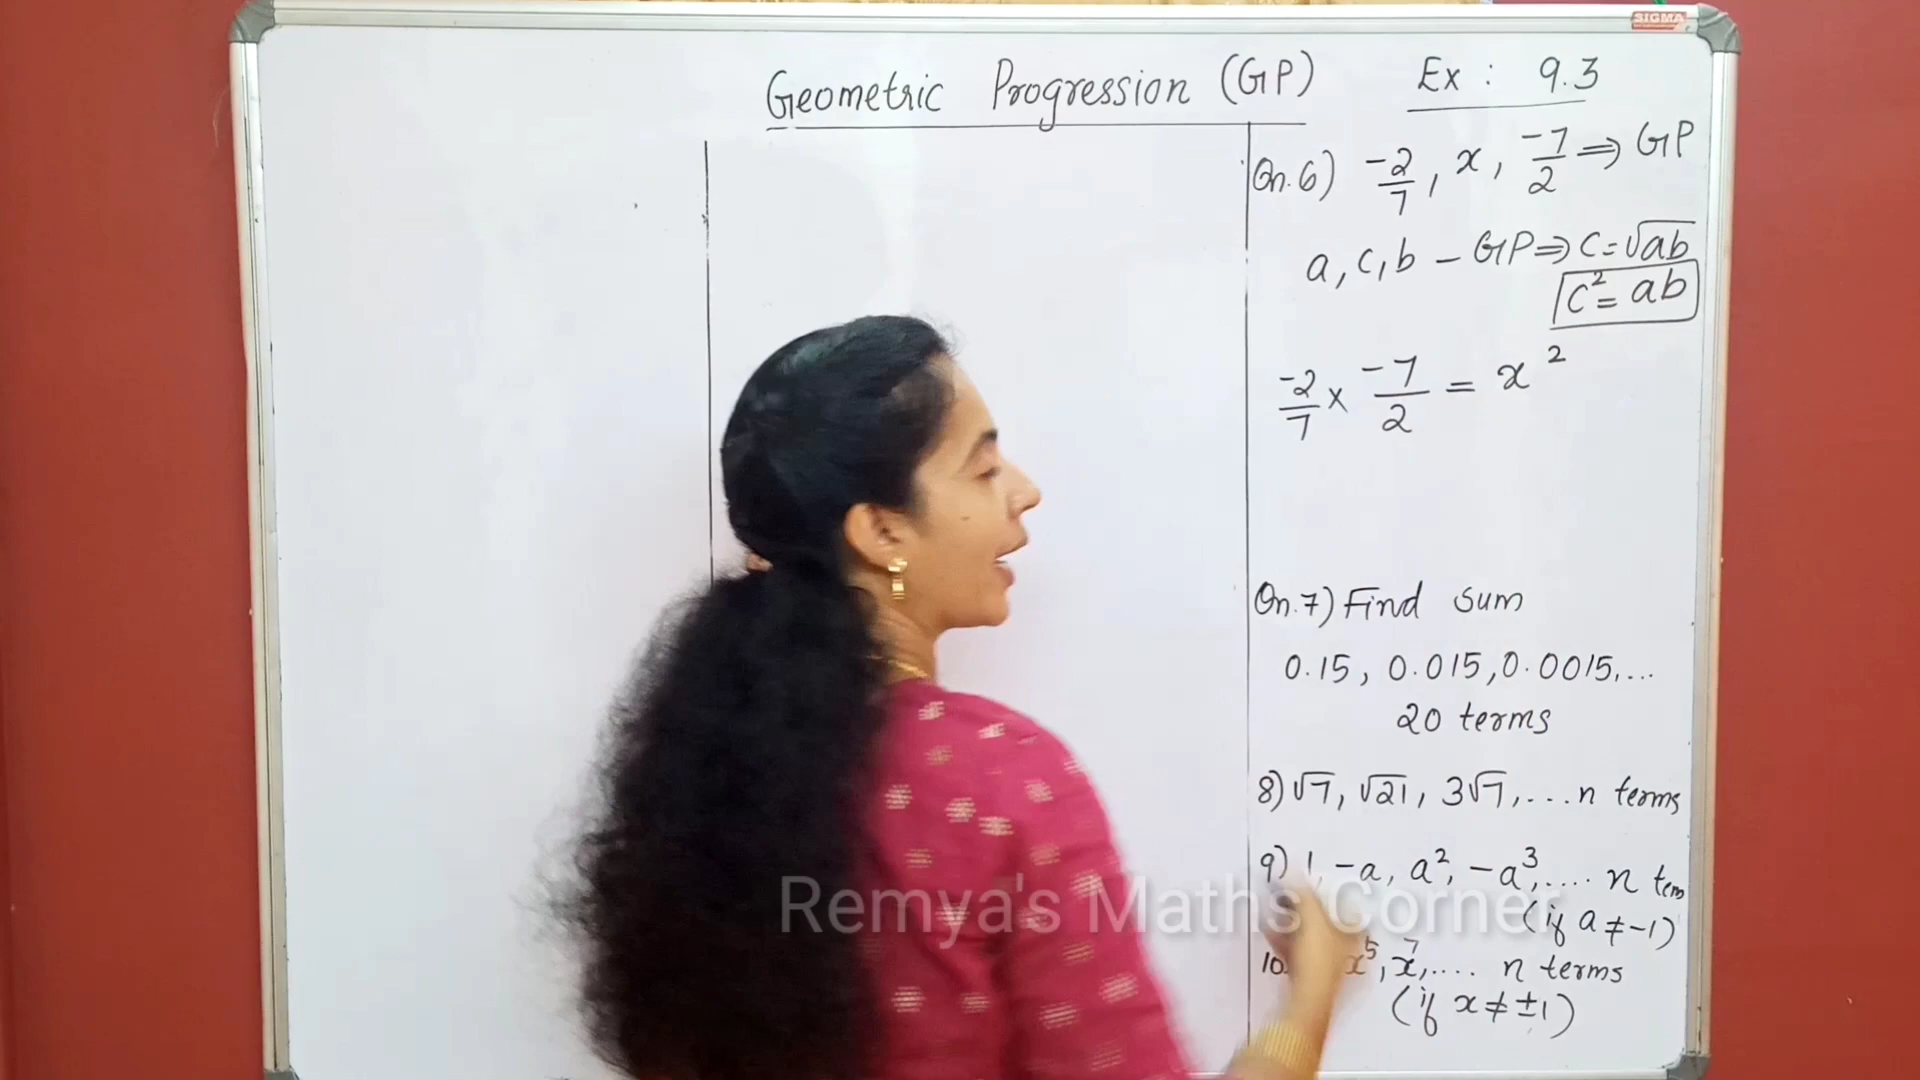 SIGMA
Geometric Progression (GP)
Ex : 9.3
Qn.6) -2/7, x, -7/2 ⇒ GP
a, c, b - GP ⇒ c = √ab
c² = ab
-2/7 × -7/2 = x²
Qn.7) Find sum
0.15, 0.015, 0.0015, ...
20 terms
8) √7, √21, 3√7, ... n terms
9) 1, -a, a², -a³, .... n term
(if a ≠ -1)
10. x⁵, x⁷, .... n terms
(if x ≠ ±1)
Remya's Maths Corner